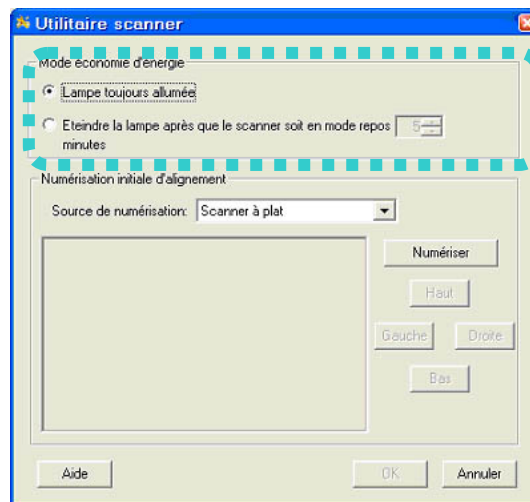 Utilitaire scanner
Mode économie d'énergie
Lampe toujours allumée
Eteindre la lampe après que le scanner soit en mode repos 5
minutes
Numérisation initiale d'alignement
Source de numérisation: Scanner à plat
Numériser
Haut
Gauche Droite
Bas
Aide OK Annuler